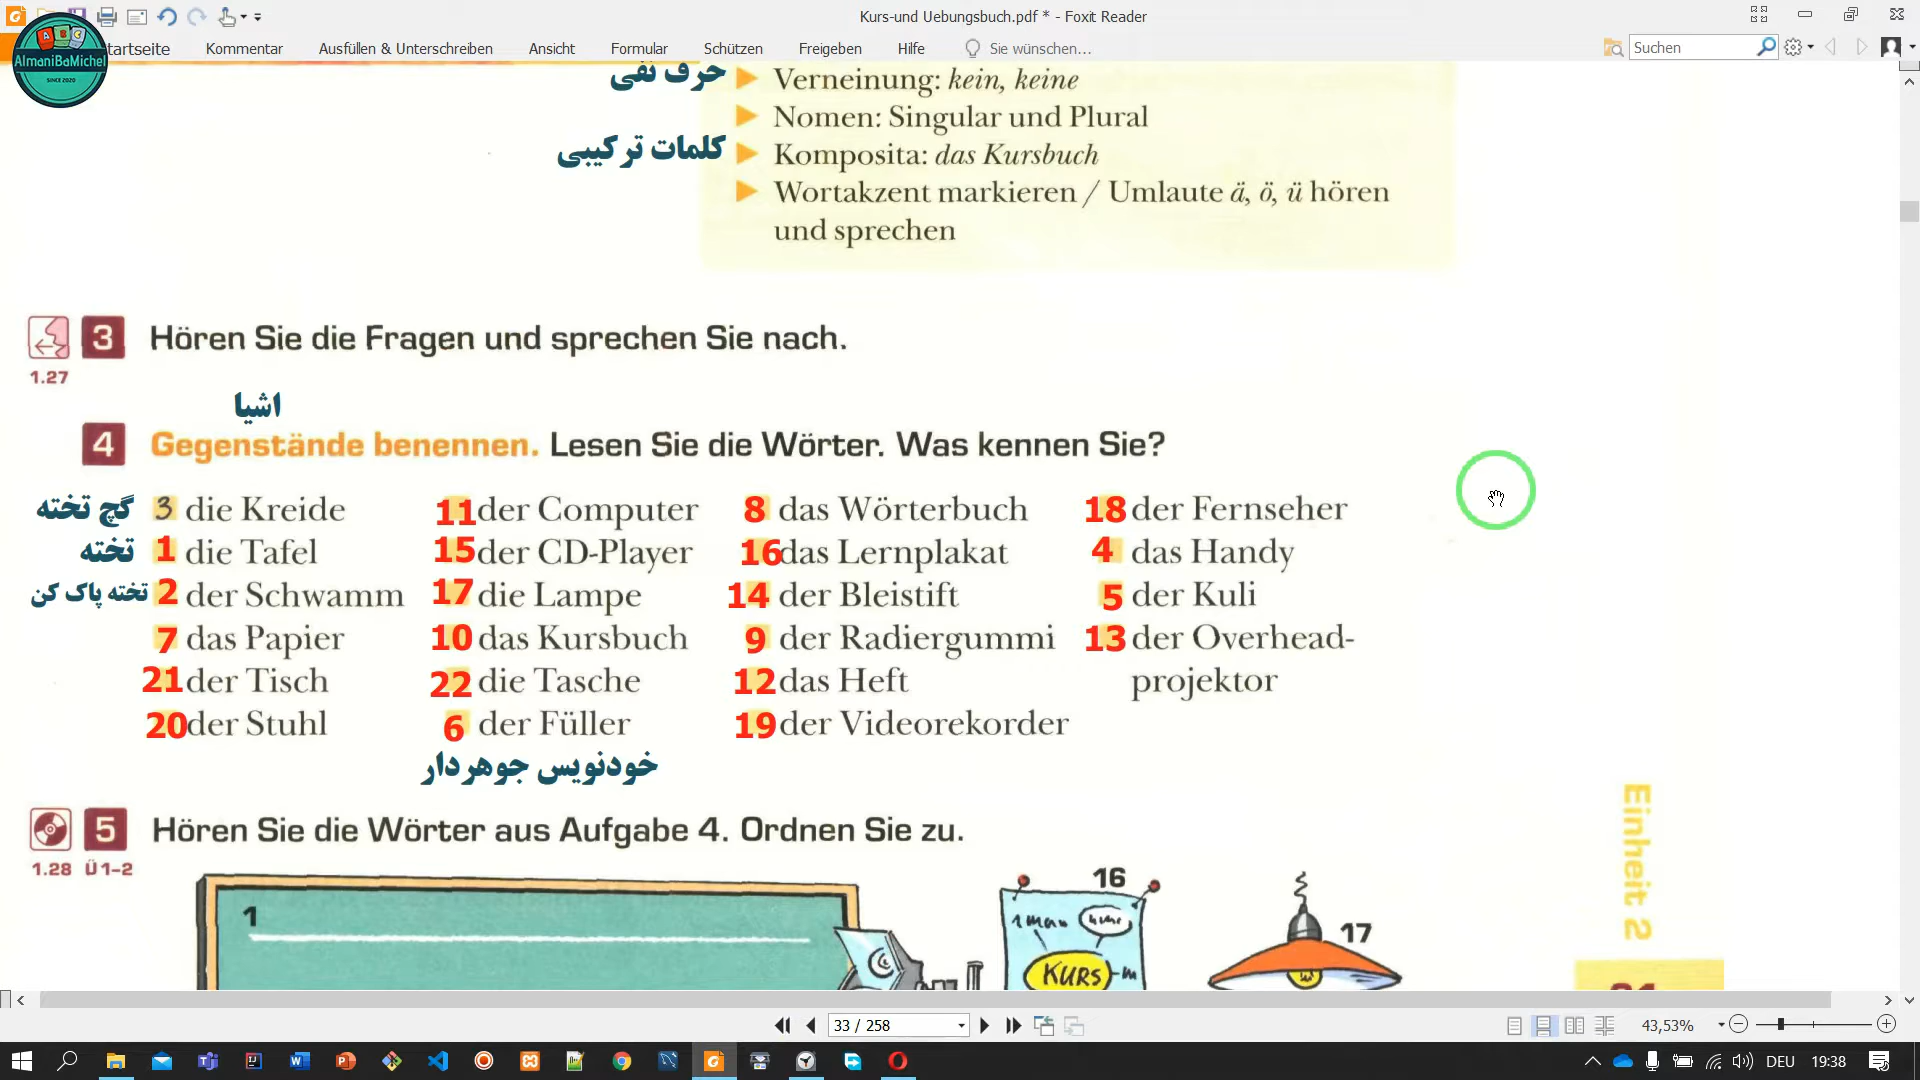 Kurs-und Uebungsbuch.pdf * - Foxit Reader
Startseite Kommentar Ausfüllen & Unterschreiben Ansicht Formular Schützen Freigeben Hilfe Sie wünschen... Suchen
ABC
AlmaniBaMichel
SINCE 2020
حرف نفی
Verneinung: kein, keine
Nomen: Singular und Plural
کلمات ترکیبی
Komposita: das Kursbuch
Wortakzent markieren / Umlaute ä, ö, ü hören
und sprechen
3 Hören Sie die Fragen und sprechen Sie nach.
1.27
اشیا
4 Gegenstände benennen. Lesen Sie die Wörter. Was kennen Sie?
گچ تخته 3 die Kreide 11 der Computer 8 das Wörterbuch 18 der Fernseher
تخته 1 die Tafel 15 der CD-Player 16 das Lernplakat 4 das Handy
تخته پاک کن 2 der Schwamm 17 die Lampe 14 der Bleistift 5 der Kuli
7 das Papier 10 das Kursbuch 9 der Radiergummi 13 der Overhead-
21 der Tisch 22 die Tasche 12 das Heft projektor
20 der Stuhl 6 der Füller 19 der Videorekorder
خودنویس جوهردار
5 Hören Sie die Wörter aus Aufgabe 4. Ordnen Sie zu.
1.28 Ü 1–2
Einheit 2
1
16
17
KURS
33 / 258
43,53%
DEU 19:38